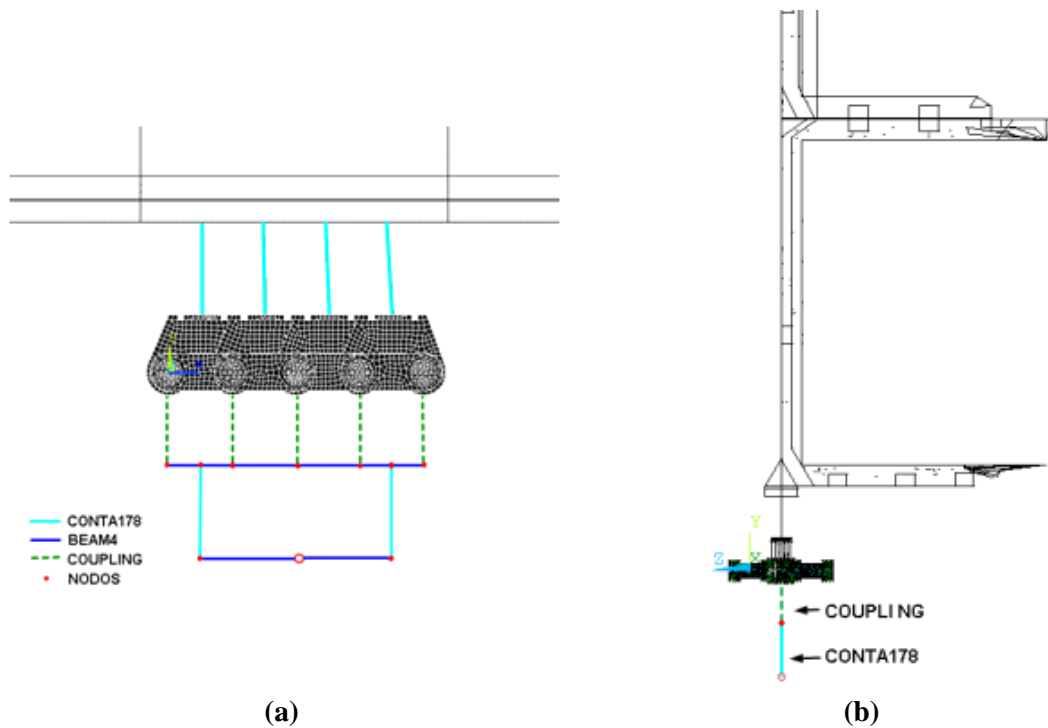 CONTA178
BEAM4
COUPLING
NODOS
(a)
Y
Z
X
COUPLING
CONTA178
(b)